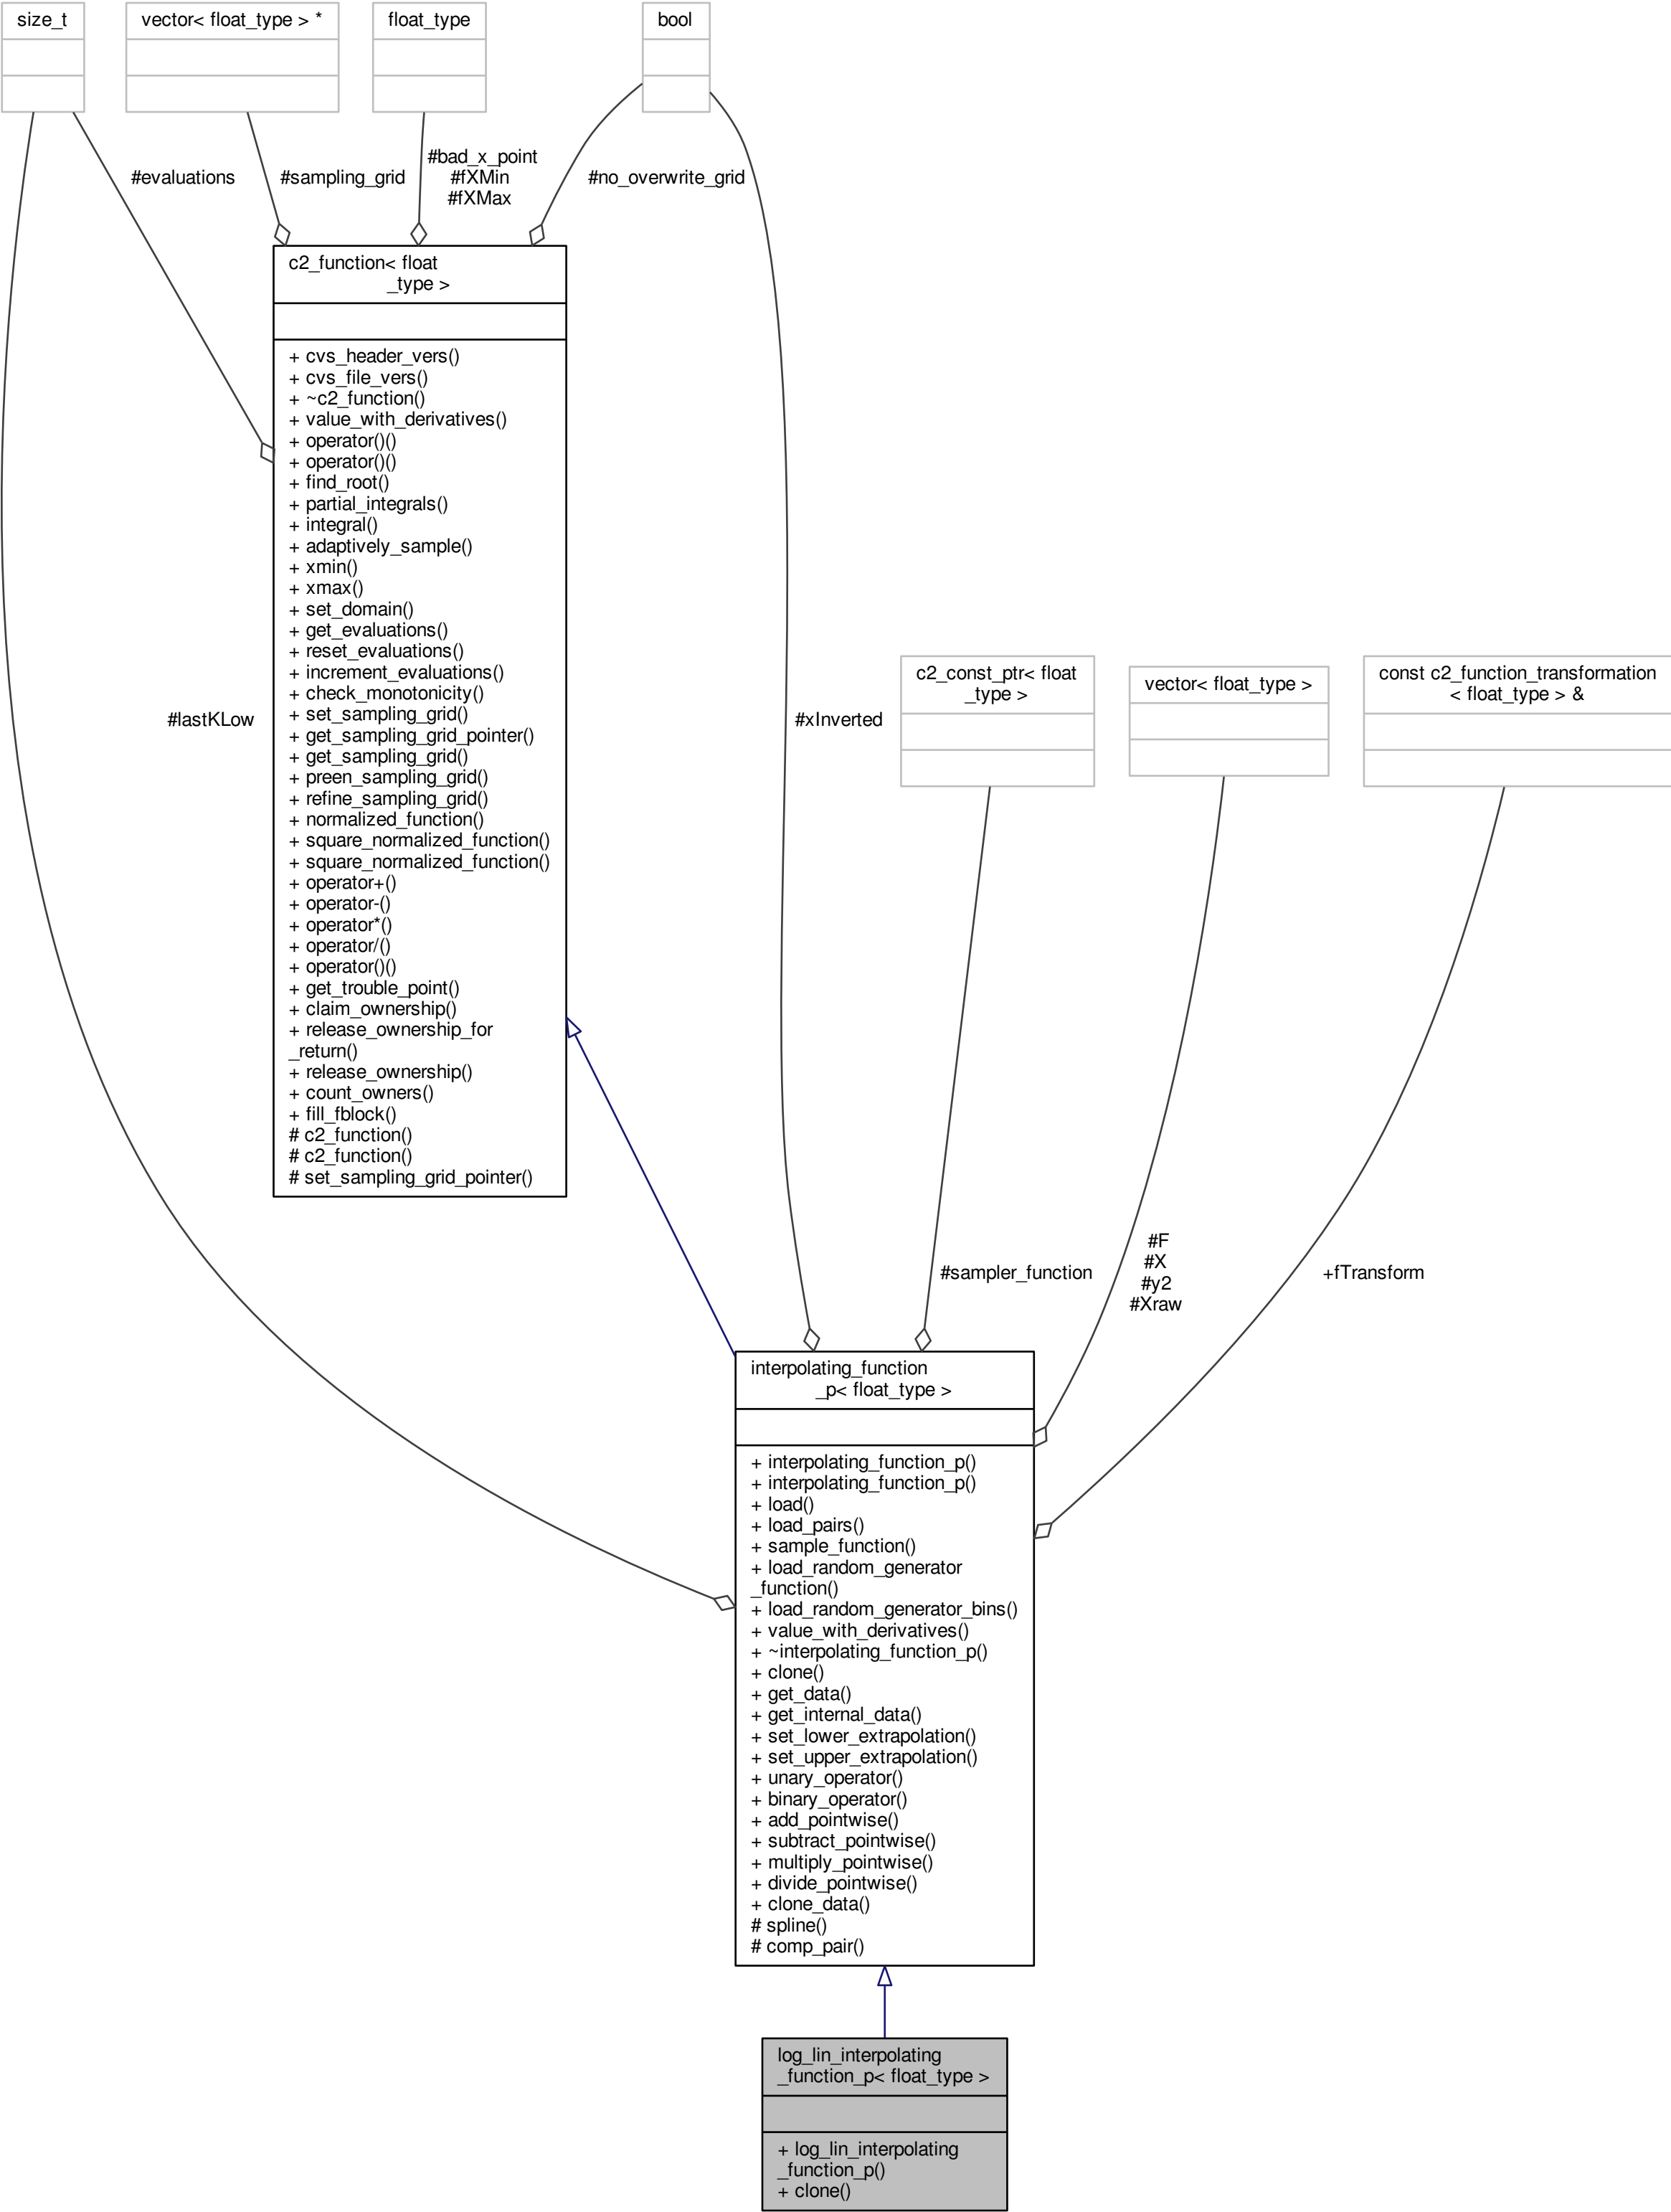 size_t
vector< float_type > *
float_type
bool
#evaluations
#sampling_grid
#bad_x_point
#fXMin
#fXMax
#no_overwrite_grid
c2_function< float
_type >
+ cvs_header_vers()
+ cvs_file_vers()
+ ~c2_function()
+ value_with_derivatives()
+ operator()()
+ operator()()
+ find_root()
+ partial_integrals()
+ integral()
+ adaptively_sample()
+ xmin()
+ xmax()
+ set_domain()
+ get_evaluations()
+ reset_evaluations()
+ increment_evaluations()
+ check_monotonicity()
+ set_sampling_grid()
+ get_sampling_grid_pointer()
+ get_sampling_grid()
+ preen_sampling_grid()
+ refine_sampling_grid()
+ normalized_function()
+ square_normalized_function()
+ square_normalized_function()
+ operator+()
+ operator-()
+ operator*()
+ operator/()
+ operator()()
+ get_trouble_point()
+ claim_ownership()
+ release_ownership_for
_return()
+ release_ownership()
+ count_owners()
+ fill_fblock()
# c2_function()
# c2_function()
# set_sampling_grid_pointer()
#lastKLow
#xInverted
c2_const_ptr< float
_type >
vector< float_type >
const c2_function_transformation
< float_type > &
#sampler_function
#F
#X
#y2
#Xraw
+fTransform
interpolating_function
_p< float_type >
+ interpolating_function_p()
+ interpolating_function_p()
+ load()
+ load_pairs()
+ sample_function()
+ load_random_generator
_function()
+ load_random_generator_bins()
+ value_with_derivatives()
+ ~interpolating_function_p()
+ clone()
+ get_data()
+ get_internal_data()
+ set_lower_extrapolation()
+ set_upper_extrapolation()
+ unary_operator()
+ binary_operator()
+ add_pointwise()
+ subtract_pointwise()
+ multiply_pointwise()
+ divide_pointwise()
+ clone_data()
# spline()
# comp_pair()
log_lin_interpolating
_function_p< float_type >
+ log_lin_interpolating
_function_p()
+ clone()